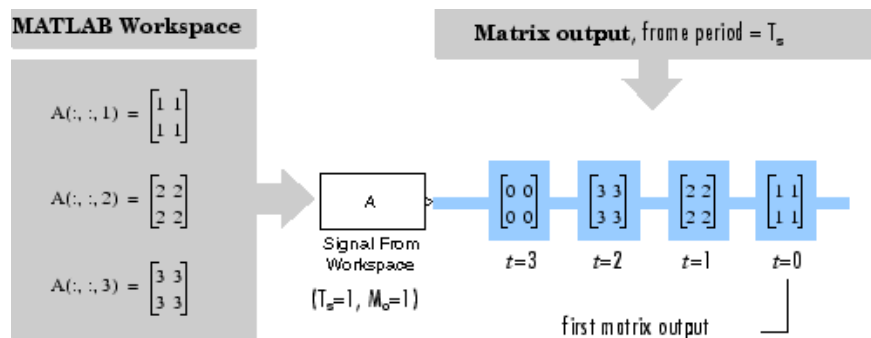 MATLAB Workspace
Matrix output, frame period = Ts
A(:, :, 1) = [1 1
1 1]
A(:, :, 2) = [2 2
2 2]
A(:, :, 3) = [3 3
3 3]
A
Signal From
Workspace
(Ts=1, Mo=1)
[0 0
0 0]
[3 3
3 3]
[2 2
2 2]
[1 1
1 1]
t=3
t=2
t=1
t=0
first matrix output